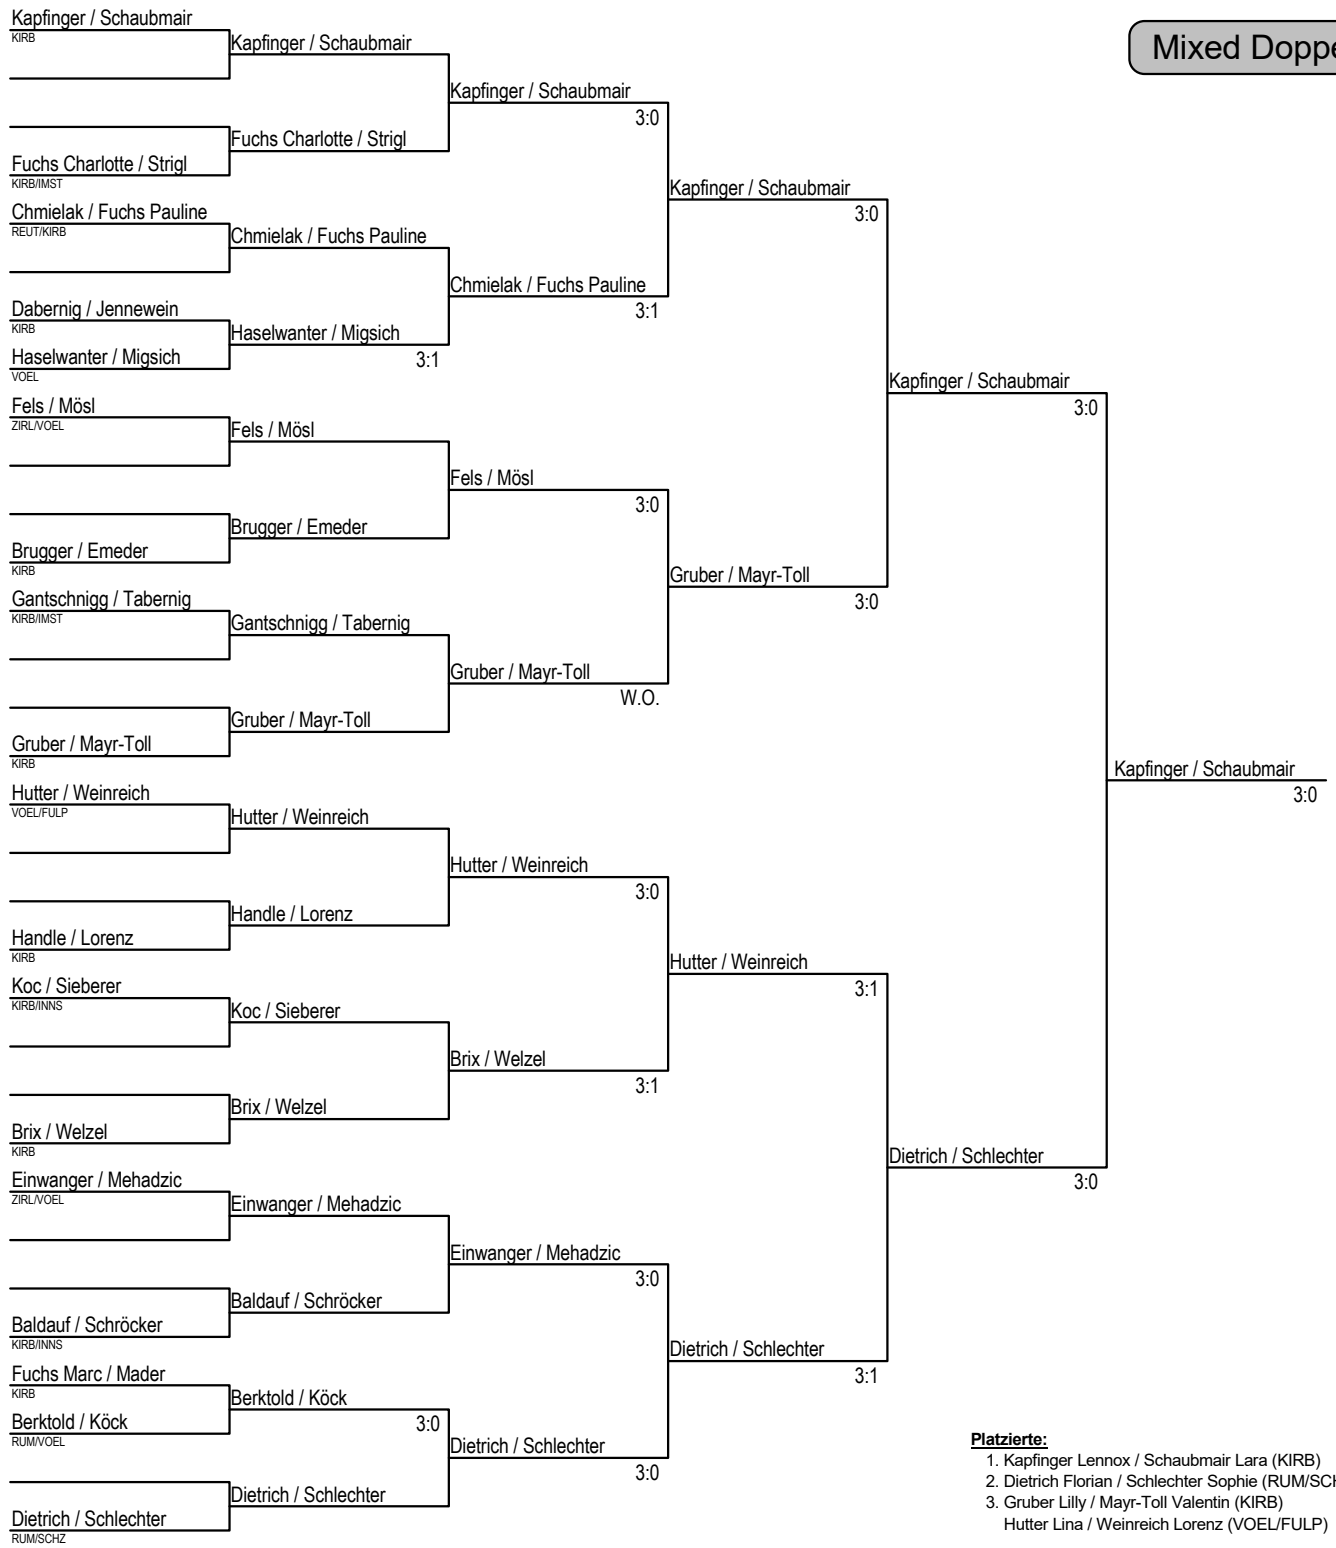 Mixed Doppe
Kapfinger / Schaubmair
KIRB
Fuchs Charlotte / Strigl
KIRB/IMST
Chmielak / Fuchs Pauline
REUT/KIRB
Dabernig / Jennewein
KIRB
Haselwanter / Migsich
VOEL
Fels / Mösl
ZIRL/VOEL
Brugger / Emeder
KIRB
Gantschnigg / Tabernig
KIRB/IMST
Gruber / Mayr-Toll
KIRB
Hutter / Weinreich
VOEL/FULP
Handle / Lorenz
KIRB
Koc / Sieberer
KIRB/INNS
Brix / Welzel
KIRB
Einwanger / Mehadzic
ZIRL/VOEL
Baldauf / Schröcker
KIRB/INNS
Fuchs Marc / Mader
KIRB
Berktold / Köck
RUM/VOEL
Dietrich / Schlechter
RUM/SCHZ
Kapfinger / Schaubmair
Fuchs Charlotte / Strigl
Chmielak / Fuchs Pauline
Haselwanter / Migsich
3:1
Fels / Mösl
Brugger / Emeder
Gantschnigg / Tabernig
Gruber / Mayr-Toll
Hutter / Weinreich
Handle / Lorenz
Koc / Sieberer
Brix / Welzel
Einwanger / Mehadzic
Baldauf / Schröcker
Berktold / Köck
3:0
Dietrich / Schlechter
Kapfinger / Schaubmair
3:0
Chmielak / Fuchs Pauline
3:1
Fels / Mösl
3:0
Gruber / Mayr-Toll
W.O.
Hutter / Weinreich
3:0
Brix / Welzel
3:1
Einwanger / Mehadzic
3:0
Dietrich / Schlechter
3:0
Kapfinger / Schaubmair
3:0
Gruber / Mayr-Toll
3:0
Hutter / Weinreich
3:1
Dietrich / Schlechter
3:1
Kapfinger / Schaubmair
3:0
Dietrich / Schlechter
3:0
Kapfinger / Schaubmair
3:0
Platzierte:
1. Kapfinger Lennox / Schaubmair Lara (KIRB)
2. Dietrich Florian / Schlechter Sophie (RUM/SCH
3. Gruber Lilly / Mayr-Toll Valentin (KIRB)
Hutter Lina / Weinreich Lorenz (VOEL/FULP)